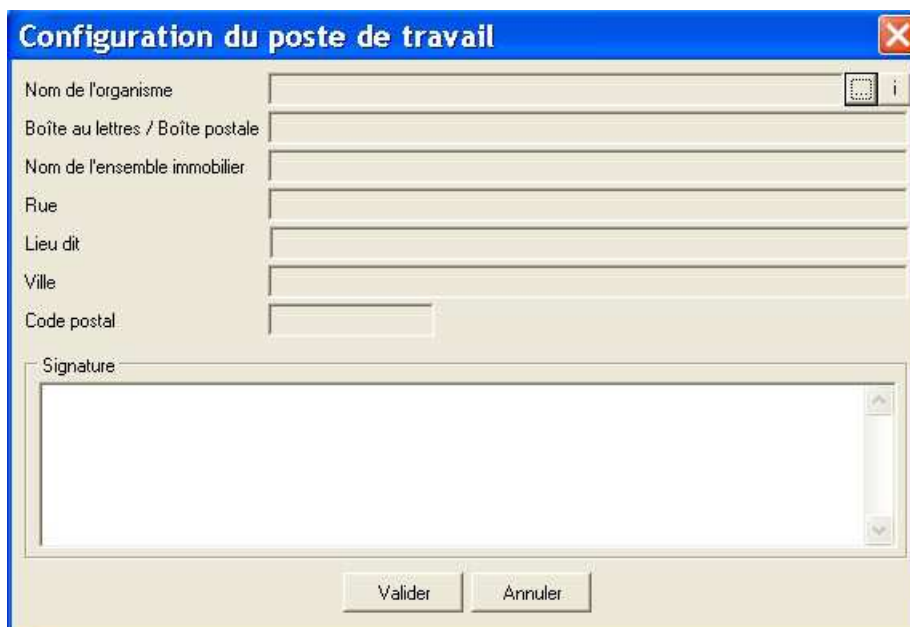 Configuration du poste de travail
Nom de l'organisme ... i
Boîte au lettres / Boîte postale
Nom de l'ensemble immobilier
Rue
Lieu dit
Ville
Code postal
Signature
Valider Annuler